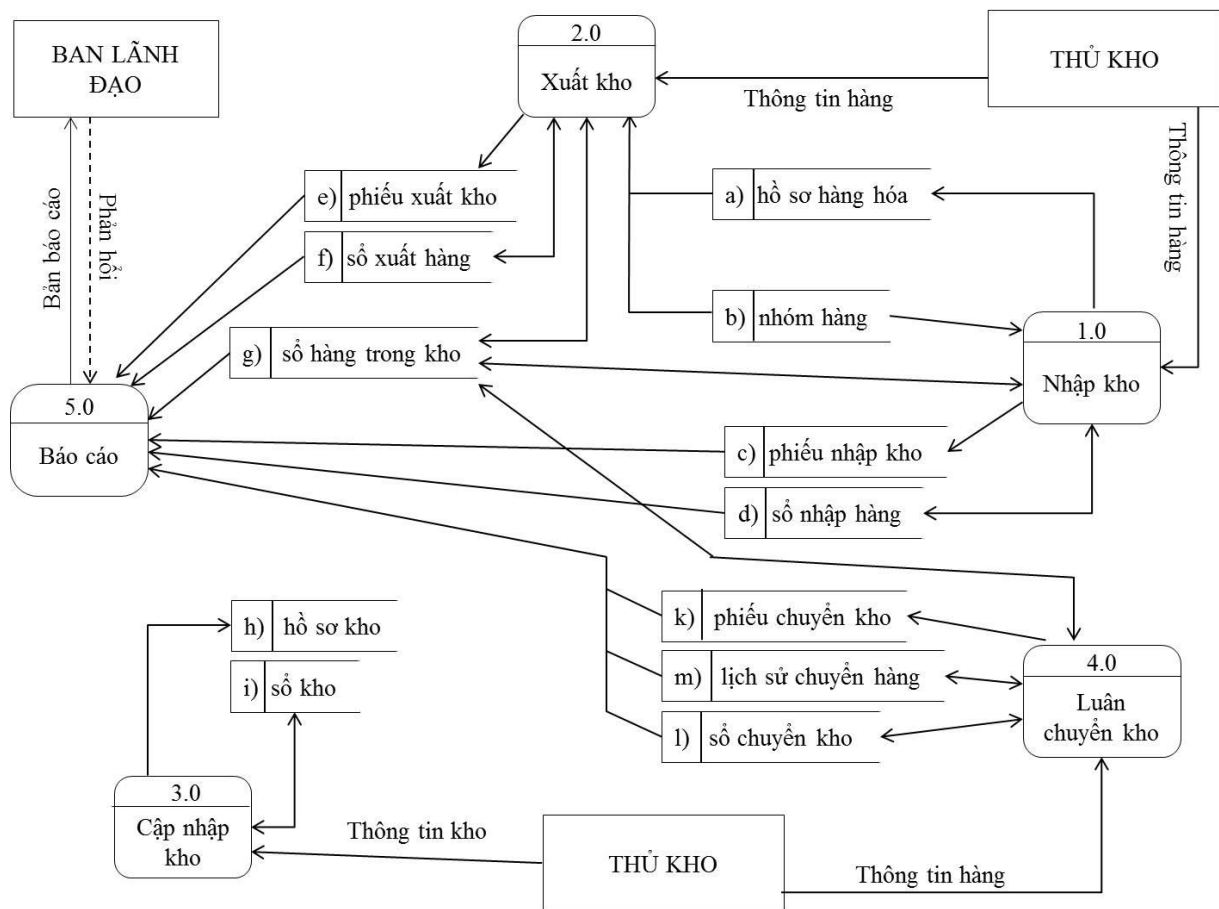 BAN LÃNH
ĐẠO
2.0
Xuất kho
THỦ KHO
Thông tin hàng
Thông tin hàng
Bản báo cáo
Phản hổi
e) phiếu xuất kho
a) hồ sơ hàng hóa
f) sổ xuất hàng
b) nhóm hàng
g) sổ hàng trong kho
1.0
Nhập kho
5.0
Báo cáo
c) phiếu nhập kho
d) sổ nhập hàng
h) hồ sơ kho
i) sổ kho
k) phiếu chuyển kho
m) lịch sử chuyển hàng
l) sổ chuyển kho
4.0
Luân
chuyển kho
3.0
Cập nhập
kho
Thông tin kho
THỦ KHO
Thông tin hàng